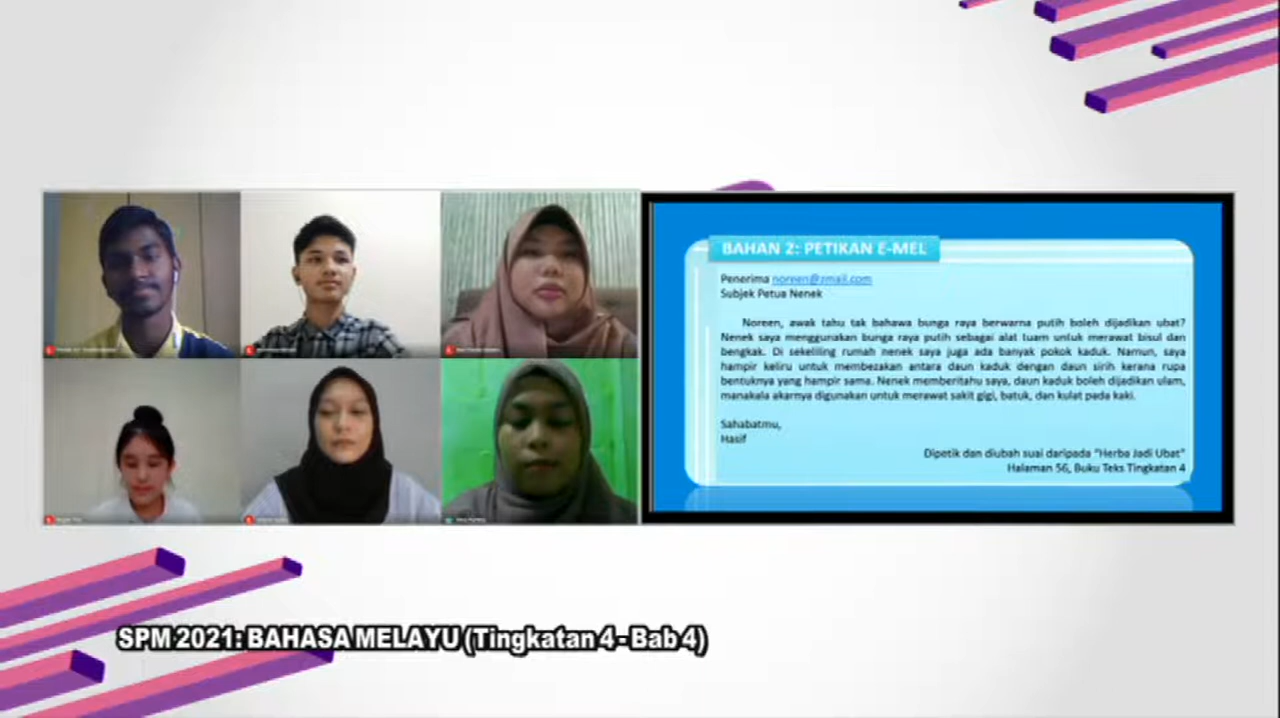 BAHAN 2: PETIKAN E-MEL
Penerima noreen@zmail.com
Subjek Petua Nenek
Noreen, awak tahu tak bahawa bunga raya berwarna putih boleh dijadikan ubat?
Nenek saya menggunakan bunga raya putih sebagai alat tuam untuk merawat bisul dan
bengkak. Di sekeliling rumah nenek saya juga ada banyak pokok kaduk. Namun, saya
hampir keliru untuk membezakan antara daun kaduk dengan daun sirih kerana rupa
bentuknya yang hampir sama. Nenek memberitahu saya, daun kaduk boleh dijadikan ulam,
manakala akarnya digunakan untuk merawat sakit gigi, batuk, dan kulat pada kaki.
Sahabatmu,
Hasif
Dipetik dan diubah suai daripada "Herba Jadi Ubat"
Halaman 56, Buku Teks Tingkatan 4
SPM 2021: BAHASA MELAYU (Tingkatan 4 - Bab 4)